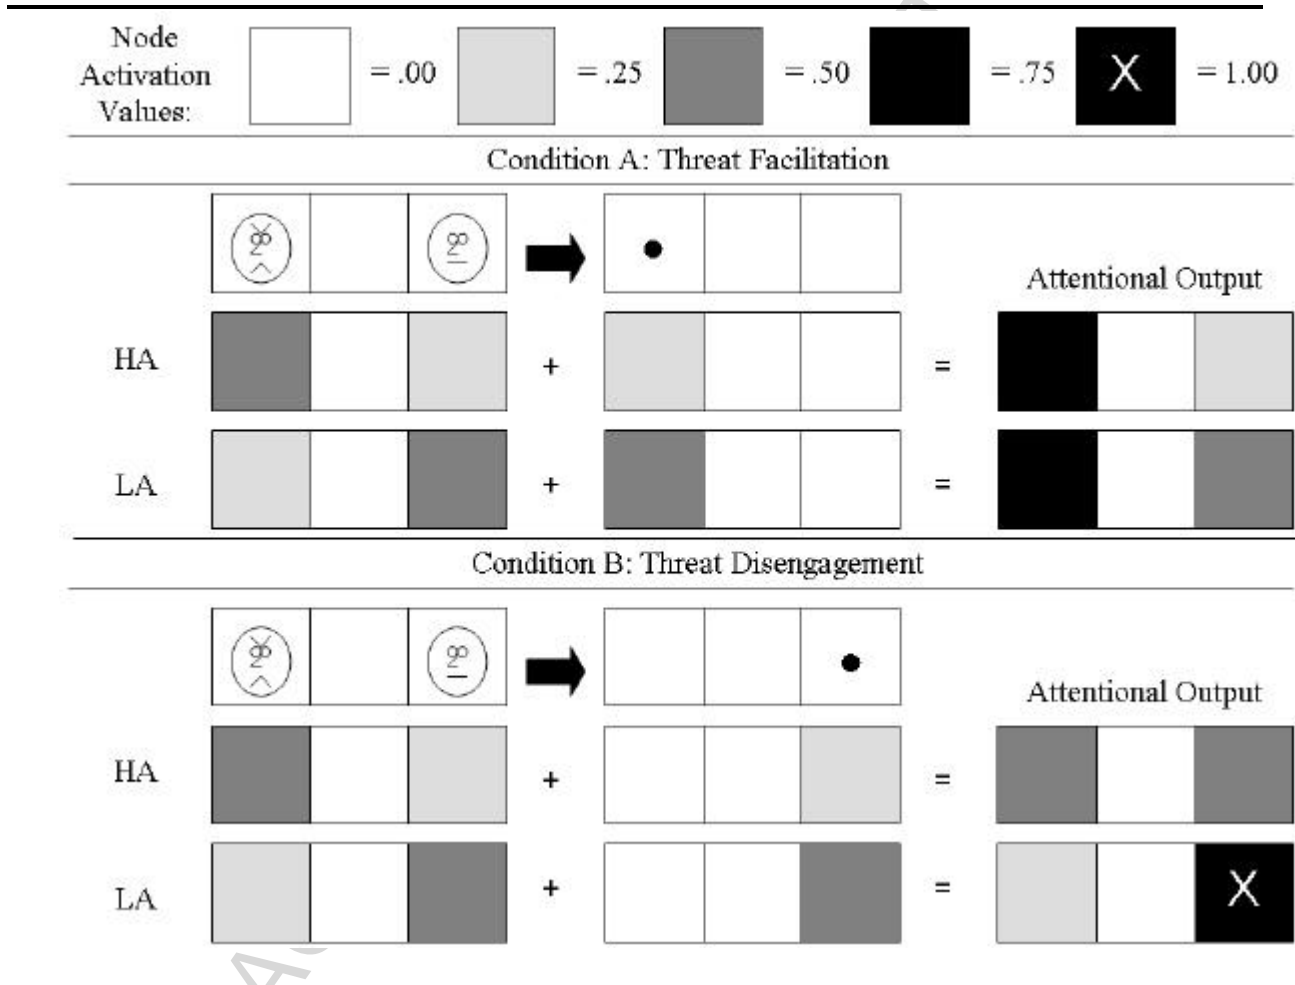 Node
Activation
Values:
= .00 = .25 = .50 = .75 X = 1.00
Condition A: Threat Facilitation
Attentional Output
HA + =
LA + =
Condition B: Threat Disengagement
Attentional Output
HA + =
LA + = X